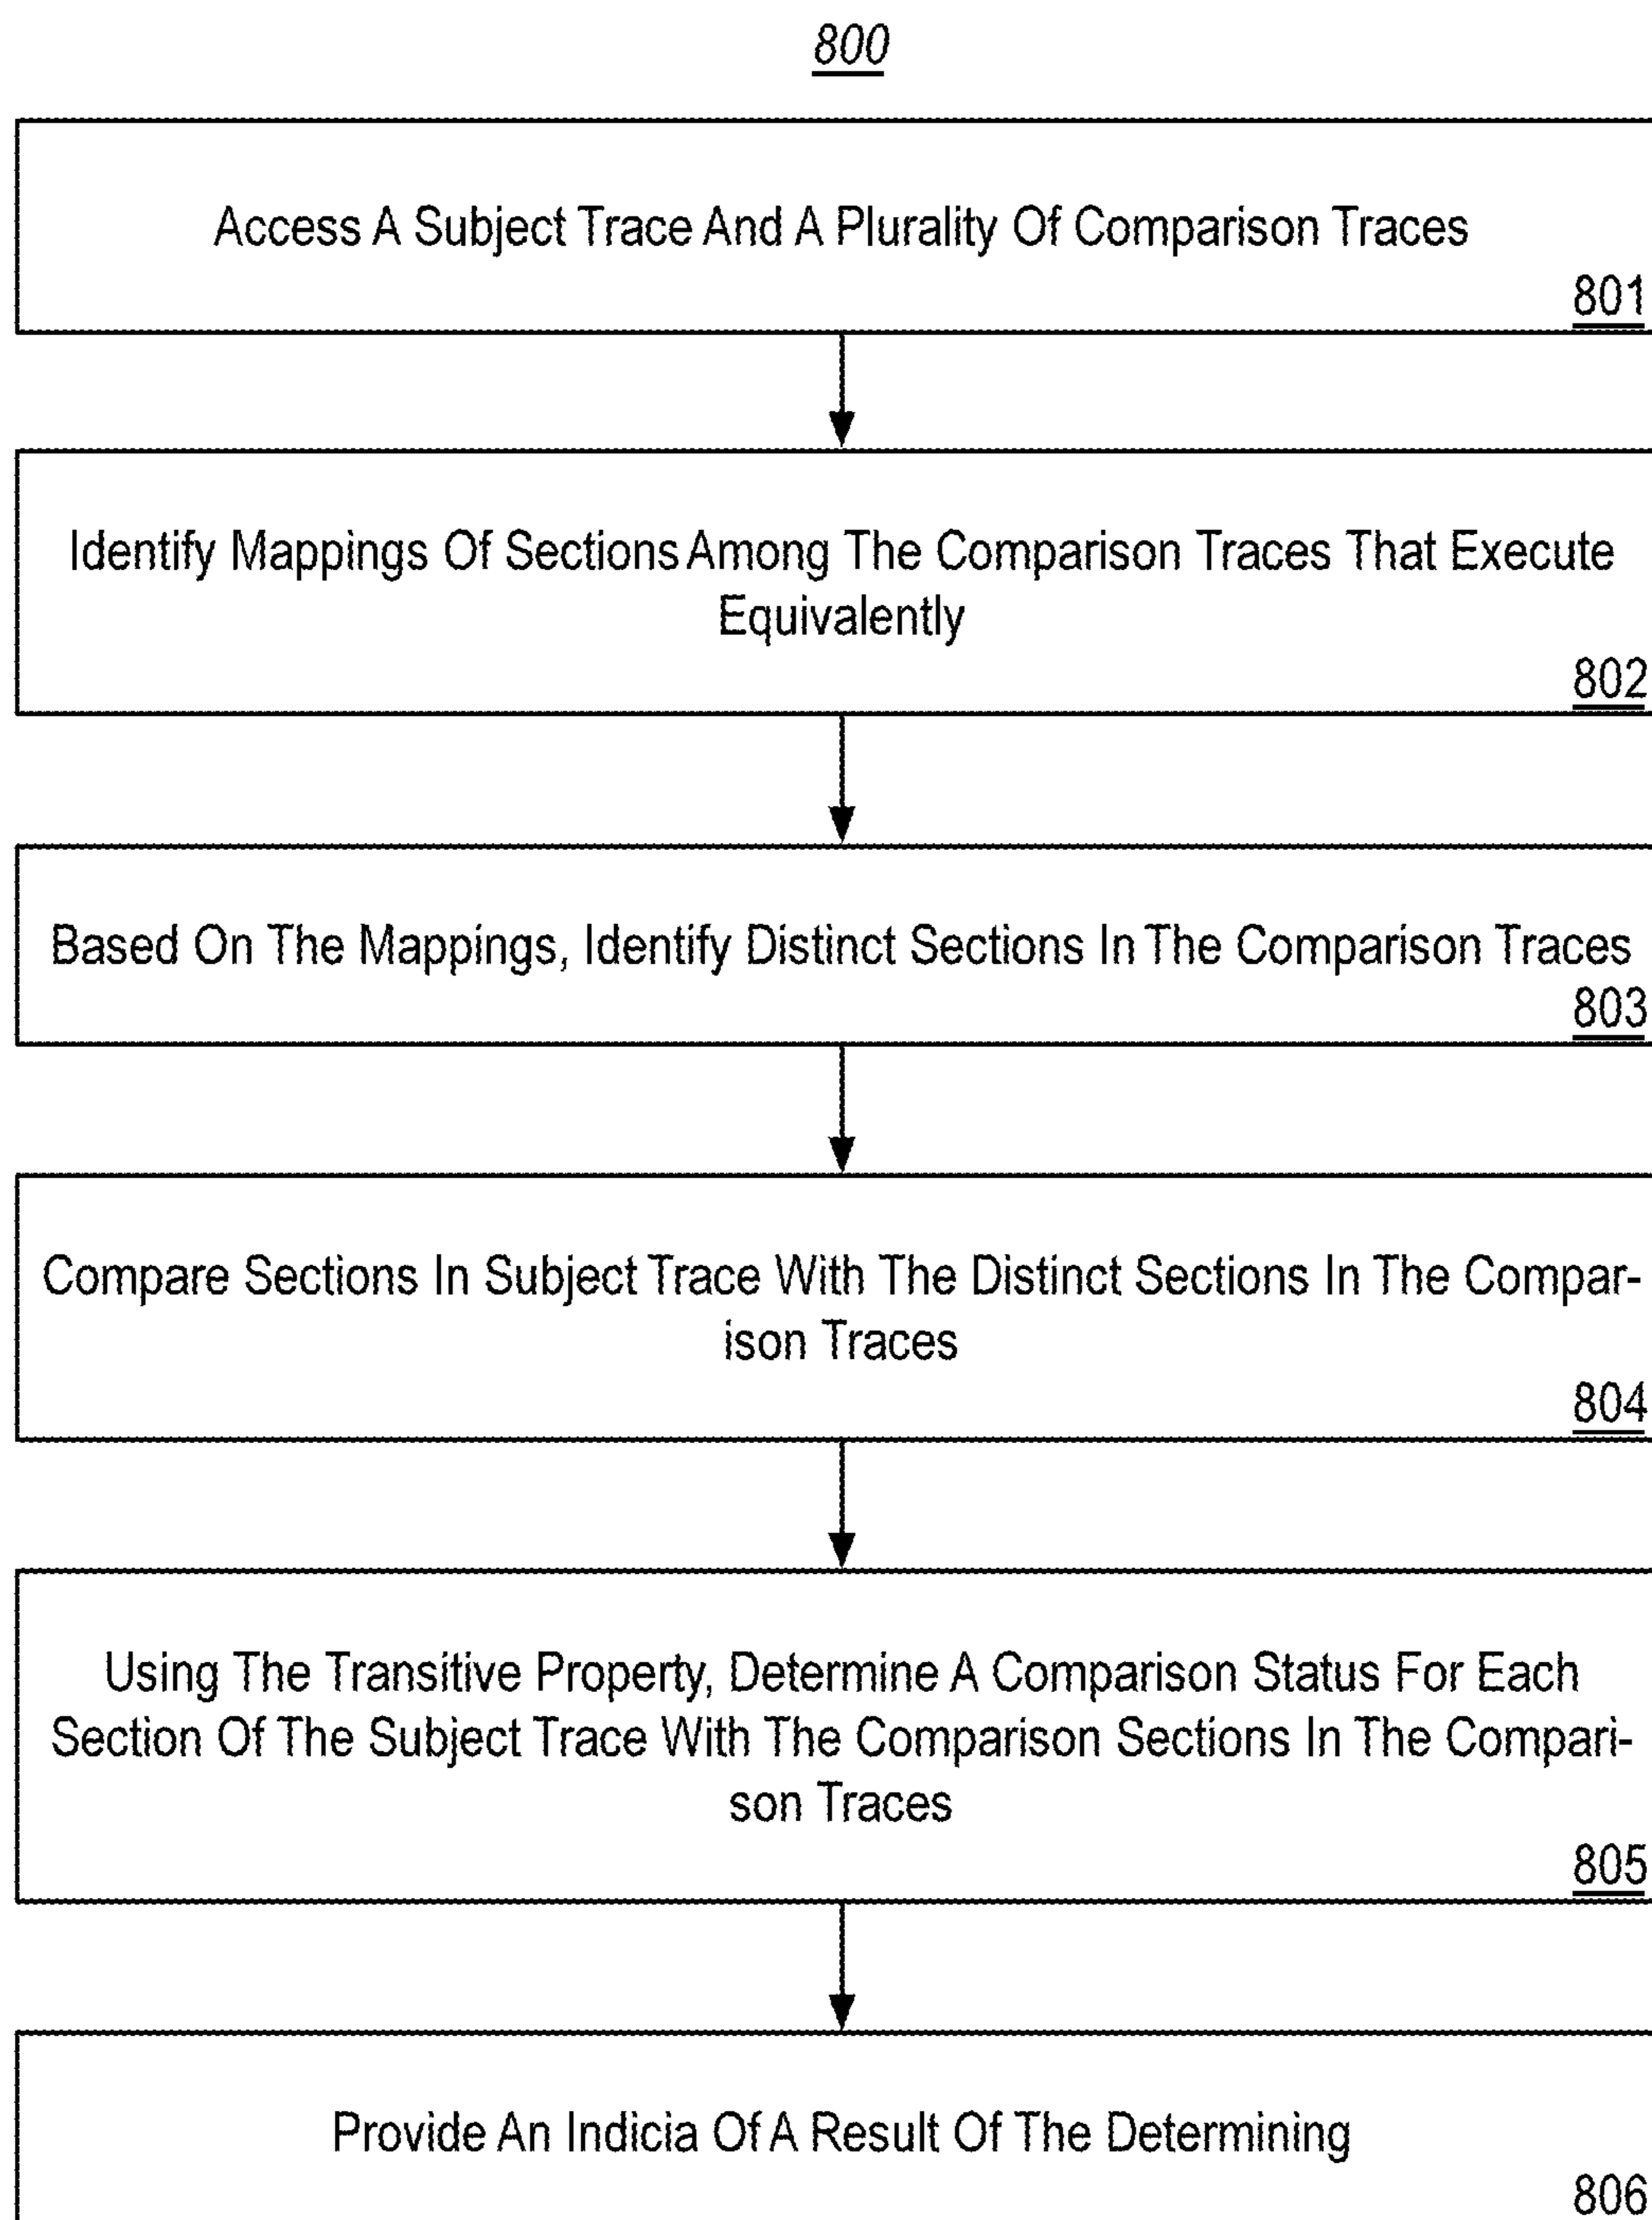 800
Access A Subject Trace And A Plurality Of Comparison Traces
801
Identify Mappings Of Sections Among The Comparison Traces That Execute
Equivalently
802
Based On The Mappings, Identify Distinct Sections In The Comparison Traces
803
Compare Sections In Subject Trace With The Distinct Sections In The Compar-
ison Traces
804
Using The Transitive Property, Determine A Comparison Status For Each
Section Of The Subject Trace With The Comparison Sections In The Compari-
son Traces
805
Provide An Indicia Of A Result Of The Determining
806